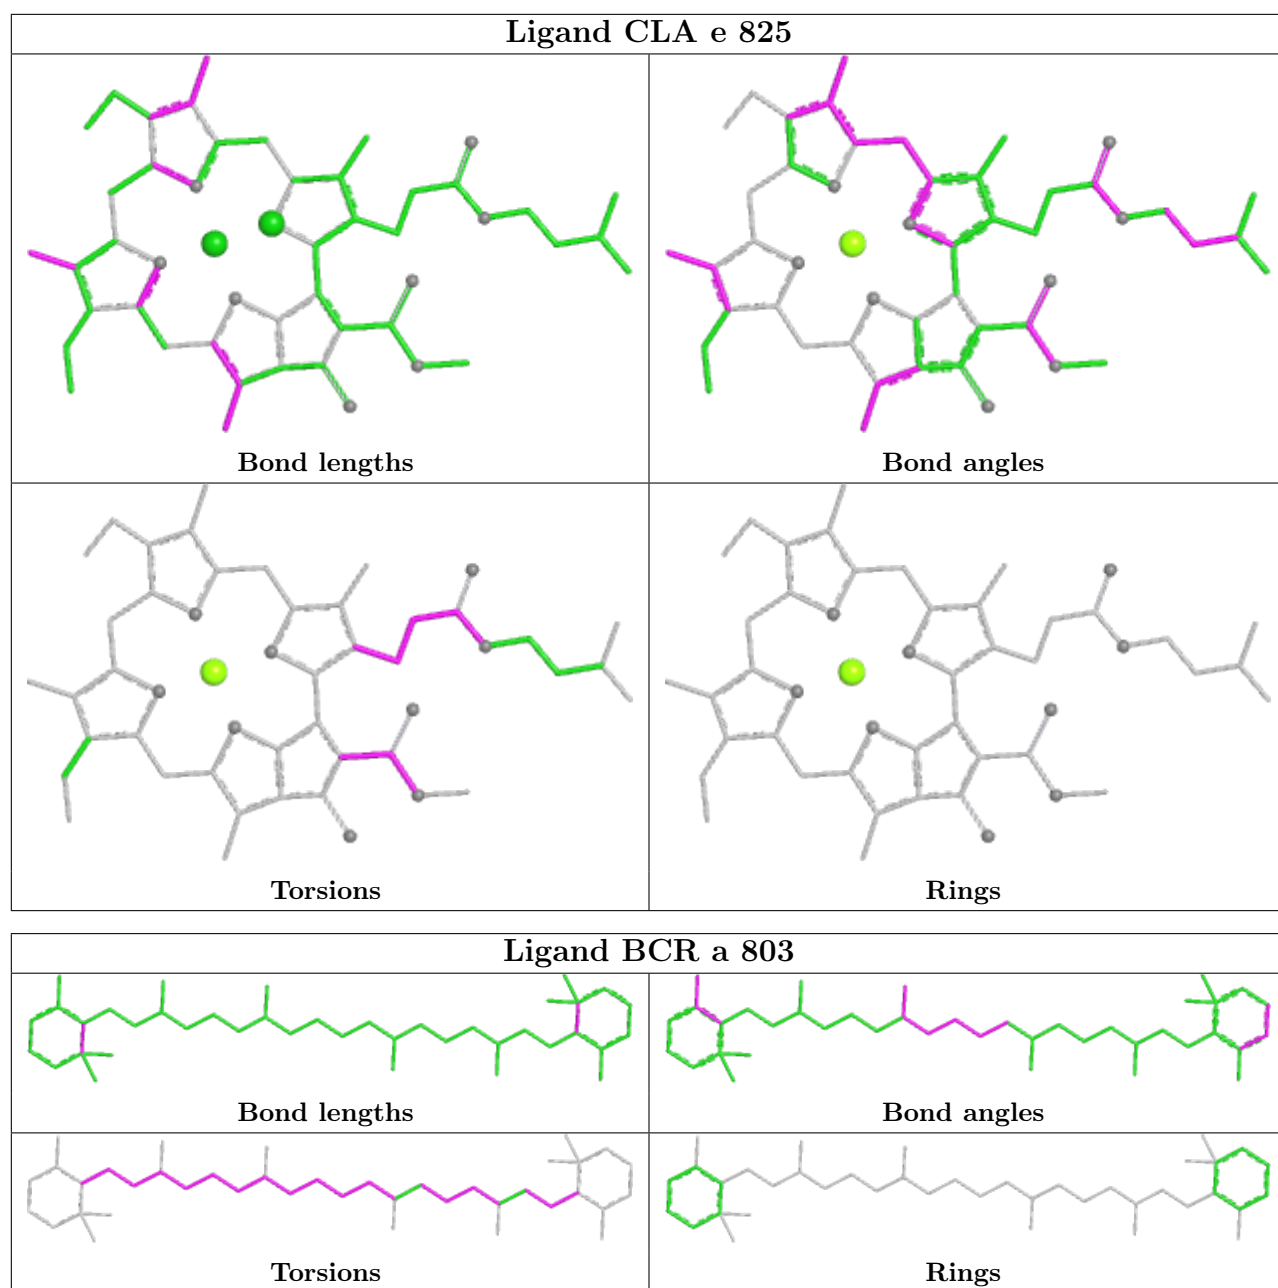 Ligand CLA e 825
Bond lengths
Bond angles
Torsions
Rings
Ligand BCR a 803
Bond lengths
Bond angles
Torsions
Rings